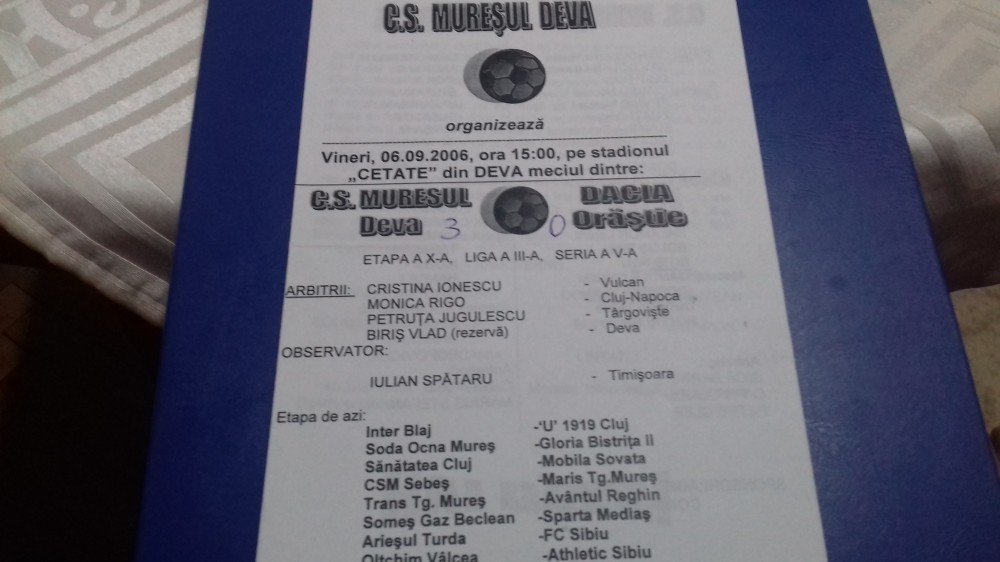 C.S. MUREŞUL DEVA
organizează
Vineri, 06.09.2006, ora 15:00, pe stadionul
„CETATE” din DEVA meciul dintre:
C.S. MURESUL DACIA
Deva 3 0 Orăştie
ETAPA A X-A, LIGA A III-A, SERIA A V-A
ARBITRII: CRISTINA IONESCU - Vulcan
MONICA RIGO - Cluj-Napoca
PETRUŢA JUGULESCU - Târgovişte
BIRIŞ VLAD (rezervă) - Deva
OBSERVATOR:
IULIAN SPĂTARU - Timişoara
Etapa de azi:
Inter Blaj -‘U’ 1919 Cluj
Soda Ocna Mureş -Gloria Bistriţa II
Sănătatea Cluj -Mobila Sovata
CSM Sebeş -Maris Tg.Mureş
Trans Tg. Mureş -Avântul Reghin
Someş Gaz Beclean -Sparta Mediaş
Arieşul Turda -FC Sibiu
Oltchim Vâlcea -Athletic Sibiu